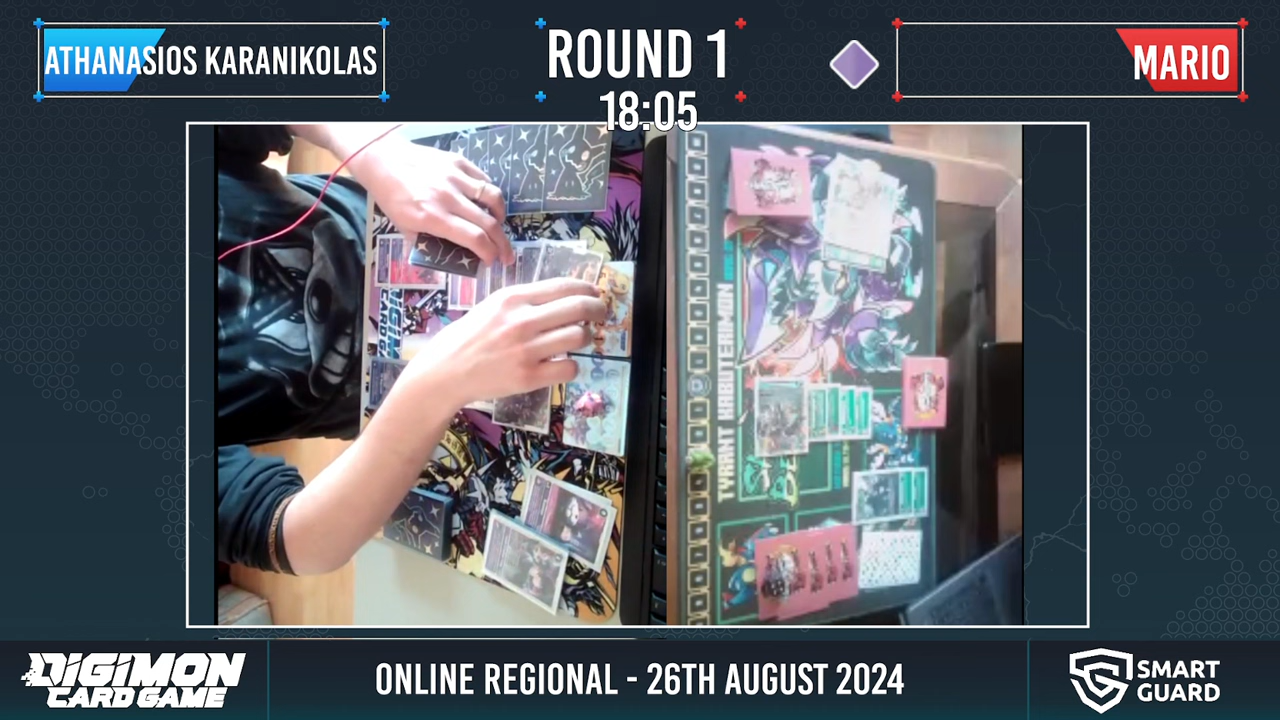 ATHANASIOS KARANIKOLAS
ROUND 1
MARIO
18:05
TYRANT KABUTERIMON
DIGIMON
CARD GAME
ONLINE REGIONAL - 26TH AUGUST 2024
SMART
GUARD